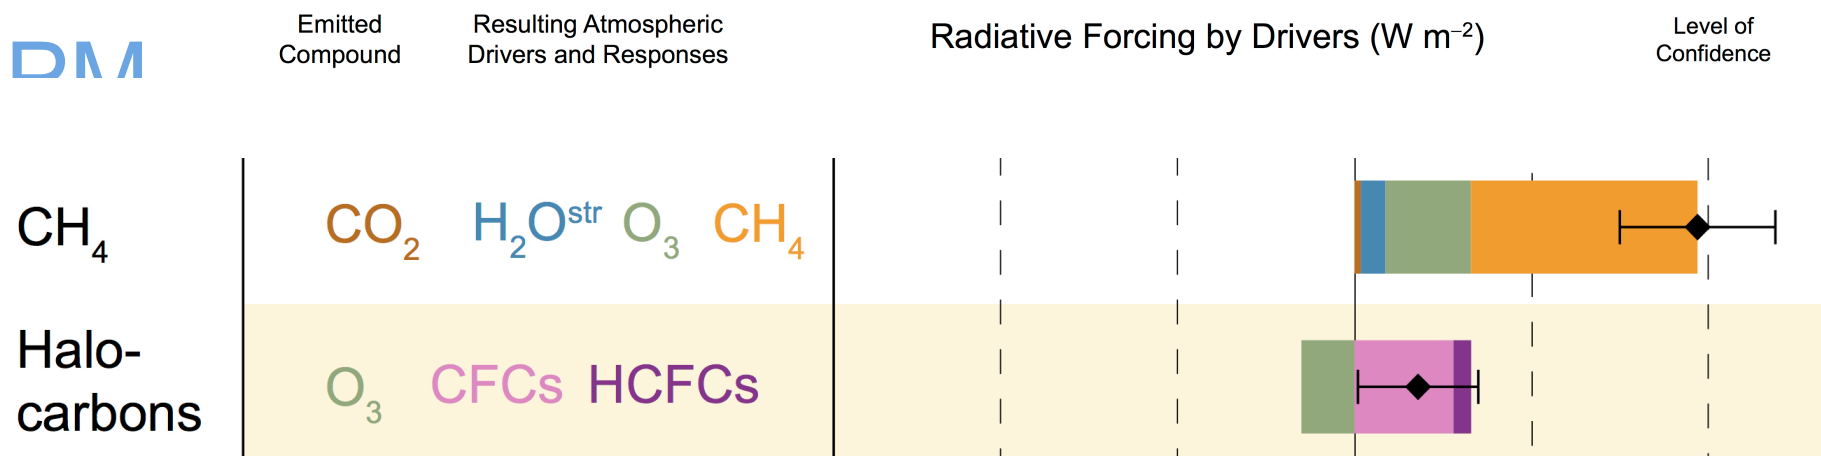 Emitted
Compound
Resulting Atmospheric
Drivers and Responses
Radiative Forcing by Drivers (W m⁻²)
Level of
Confidence
CH₄
CO₂ H₂Oˢᵗʳ O₃ CH₄
Halo-
carbons
O₃ CFCs HCFCs